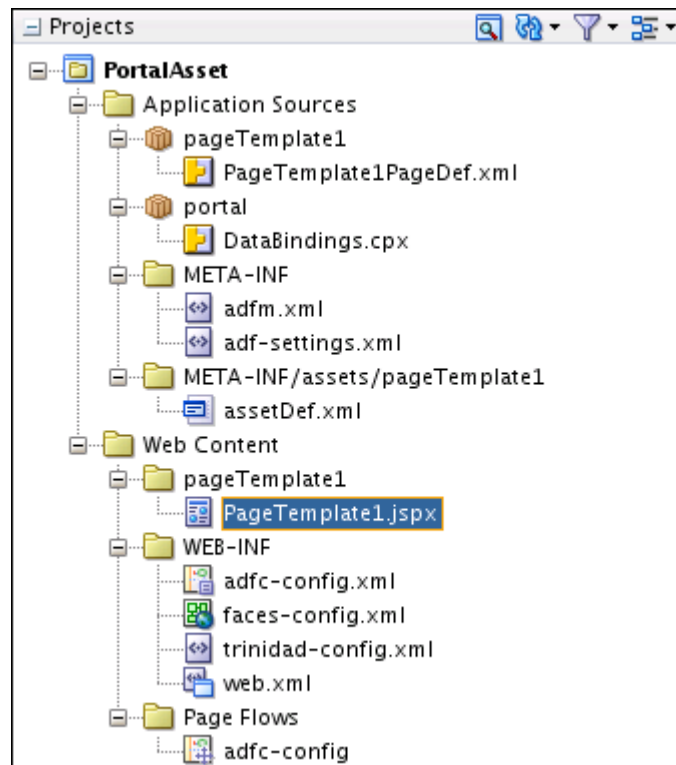 Projects
PortalAsset
Application Sources
pageTemplate1
PageTemplate1PageDef.xml
portal
DataBindings.cpx
META-INF
adfm.xml
adf-settings.xml
META-INF/assets/pageTemplate1
assetDef.xml
Web Content
pageTemplate1
PageTemplate1.jspx
WEB-INF
adfc-config.xml
faces-config.xml
trinidad-config.xml
web.xml
Page Flows
adfc-config